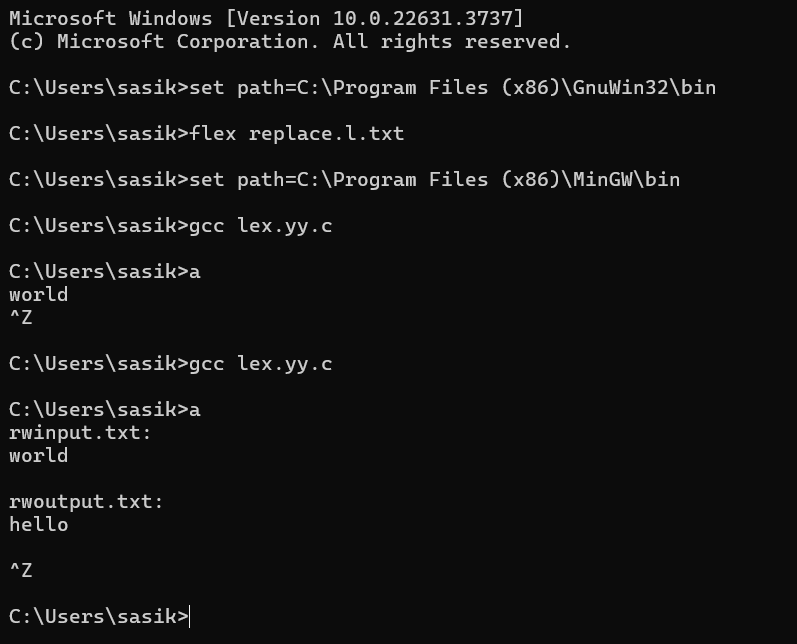 Microsoft Windows [Version 10.0.22631.3737]
(c) Microsoft Corporation. All rights reserved.
C:\Users\sasik>set path=C:\Program Files (x86)\GnuWin32\bin
C:\Users\sasik>flex replace.l.txt
C:\Users\sasik>set path=C:\Program Files (x86)\MinGW\bin
C:\Users\sasik>gcc lex.yy.c
C:\Users\sasik>a
world
^Z
C:\Users\sasik>gcc lex.yy.c
C:\Users\sasik>a
rwinput.txt:
world
rwoutput.txt:
hello
^Z
C:\Users\sasik>